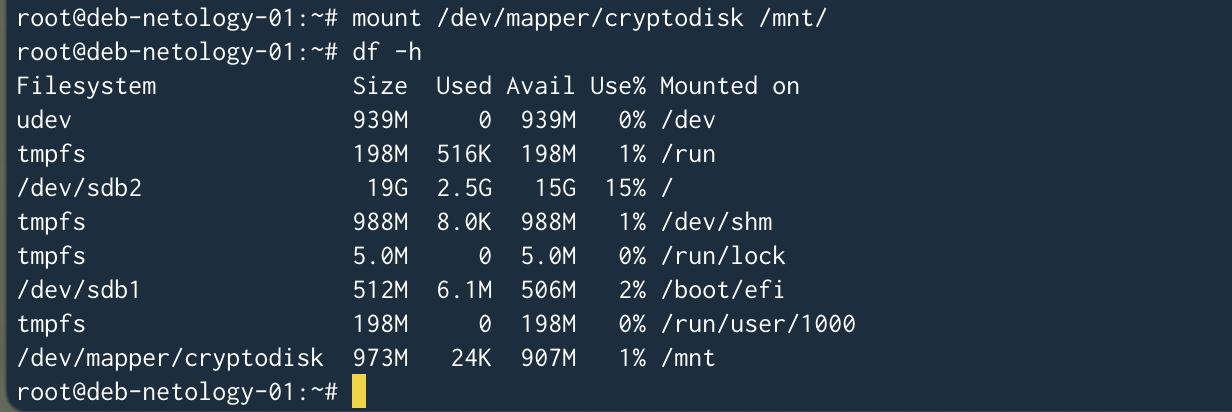 root@deb-netology-01:~# mount /dev/mapper/cryptodisk /mnt/
root@deb-netology-01:~# df -h
Filesystem              Size  Used Avail Use% Mounted on
udev                    939M     0  939M   0% /dev
tmpfs                   198M  516K  198M   1% /run
/dev/sdb2                19G  2.5G   15G  15% /
tmpfs                   988M  8.0K  988M   1% /dev/shm
tmpfs                   5.0M     0  5.0M   0% /run/lock
/dev/sdb1               512M  6.1M  506M   2% /boot/efi
tmpfs                   198M     0  198M   0% /run/user/1000
/dev/mapper/cryptodisk  973M   24K  907M   1% /mnt
root@deb-netology-01:~#